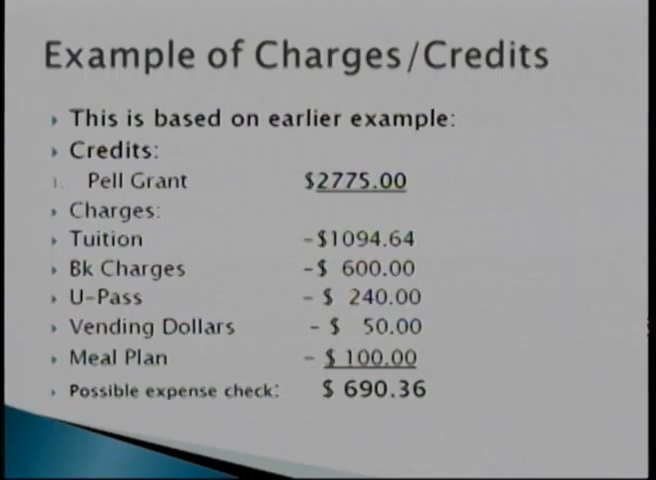 Example of Charges/Credits
This is based on earlier example:
Credits:
1. Pell Grant $2775.00
Charges:
Tuition -$1094.64
Bk Charges -$ 600.00
U-Pass - $ 240.00
Vending Dollars - $ 50.00
Meal Plan - $ 100.00
Possible expense check: $ 690.36